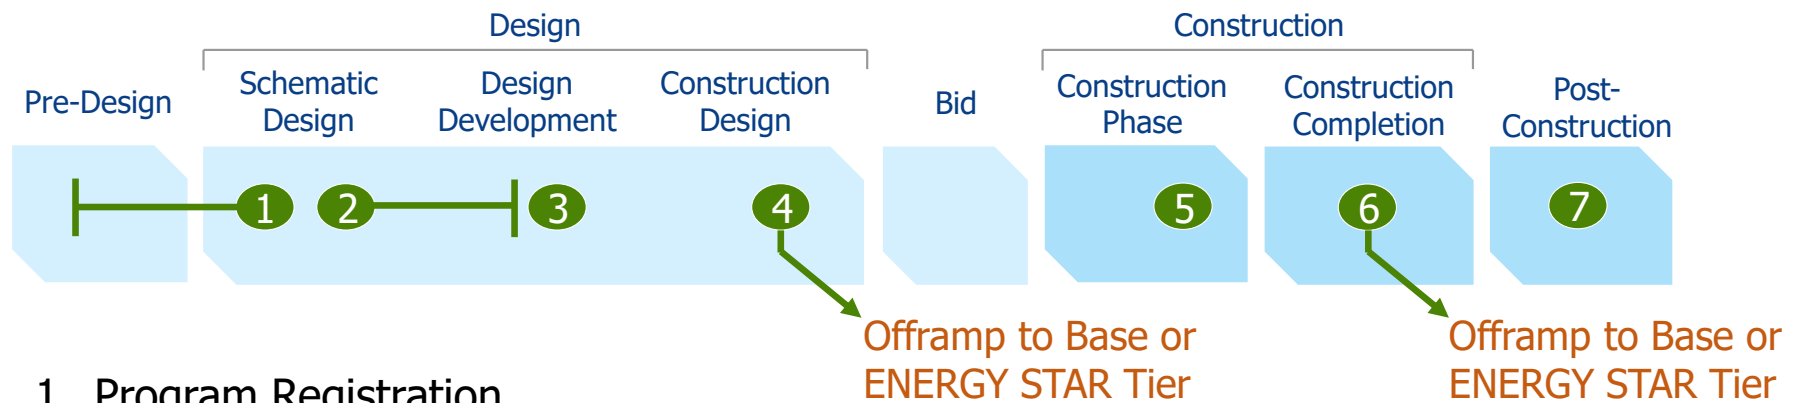 Design
Construction
Pre-Design
Schematic
Design
Design
Development
Construction
Design
Bid
Construction
Phase
Construction
Completion
Post-
Construction
1 2 3 4 5 6 7
Offramp to Base or
ENERGY STAR Tier
Offramp to Base or
ENERGY STAR Tier
1 Program Registration